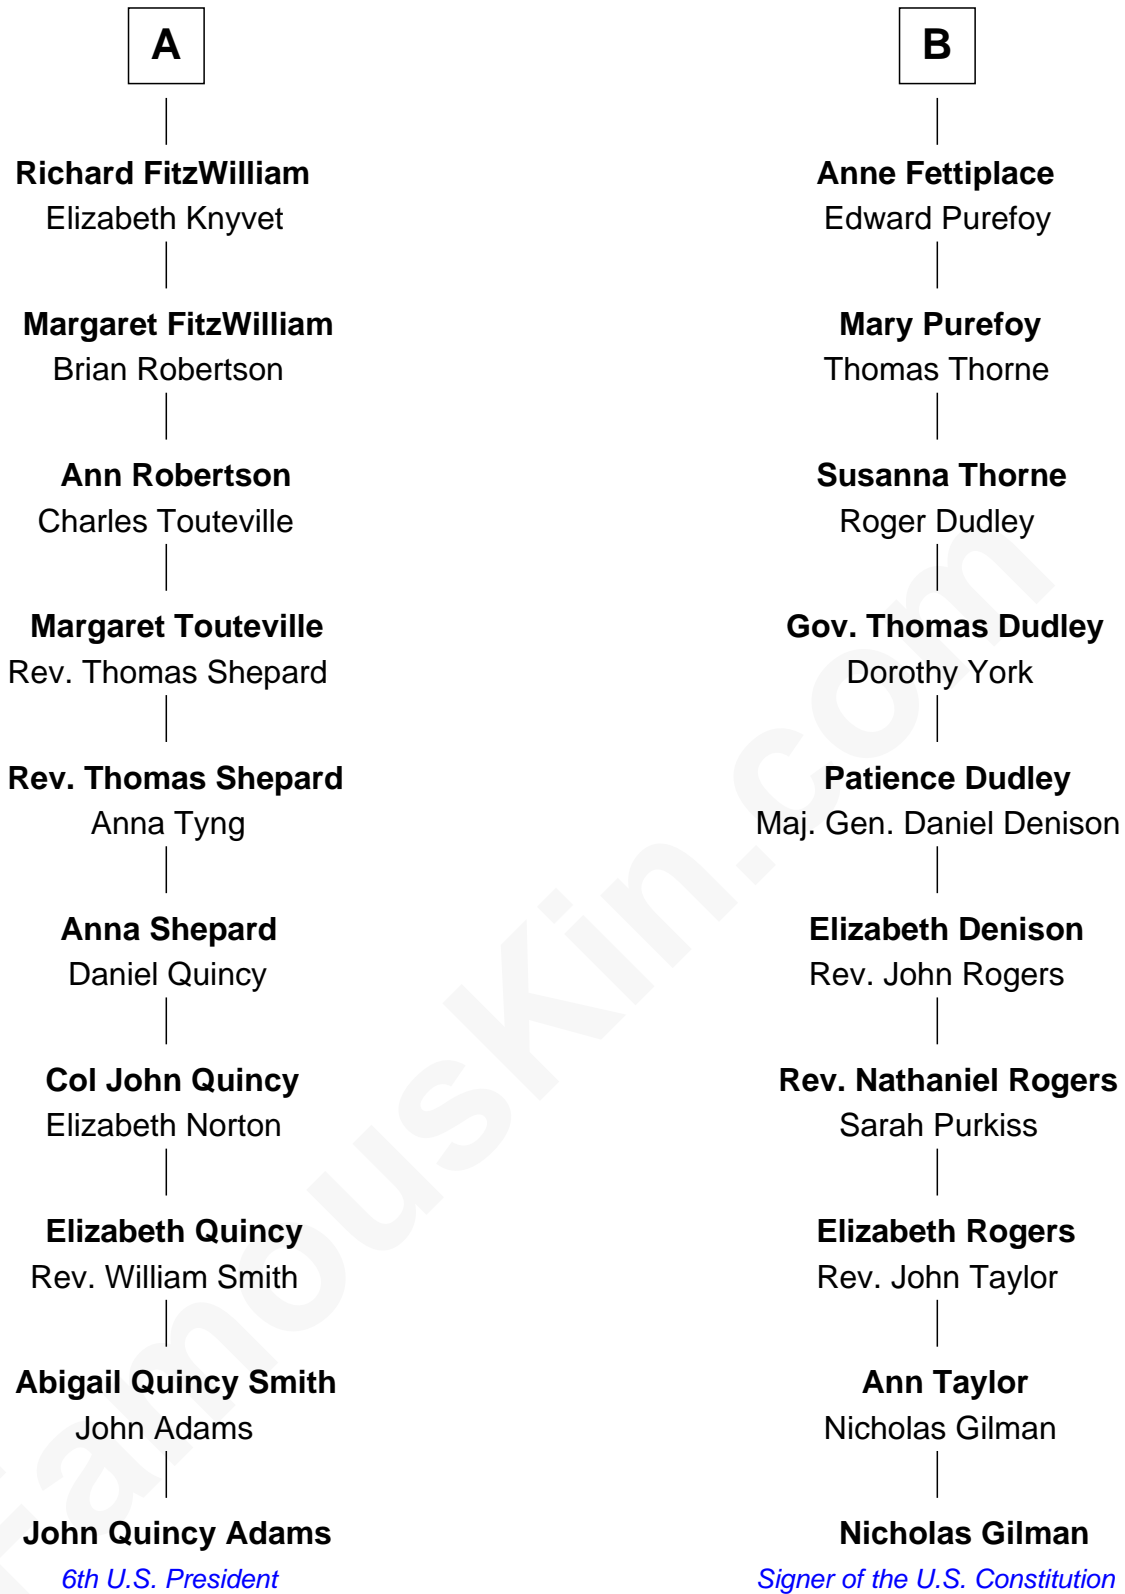 A
Richard FitzWilliam
Elizabeth Knyvet
Margaret FitzWilliam
Brian Robertson
Ann Robertson
Charles Touteville
Margaret Touteville
Rev. Thomas Shepard
Rev. Thomas Shepard
Anna Tyng
Anna Shepard
Daniel Quincy
Col John Quincy
Elizabeth Norton
Elizabeth Quincy
Rev. William Smith
Abigail Quincy Smith
John Adams
John Quincy Adams
6th U.S. President
B
Anne Fettiplace
Edward Purefoy
Mary Purefoy
Thomas Thorne
Susanna Thorne
Roger Dudley
Gov. Thomas Dudley
Dorothy York
Patience Dudley
Maj. Gen. Daniel Denison
Elizabeth Denison
Rev. John Rogers
Rev. Nathaniel Rogers
Sarah Purkiss
Elizabeth Rogers
Rev. John Taylor
Ann Taylor
Nicholas Gilman
Nicholas Gilman
Signer of the U.S. Constitution
FamousKin.com